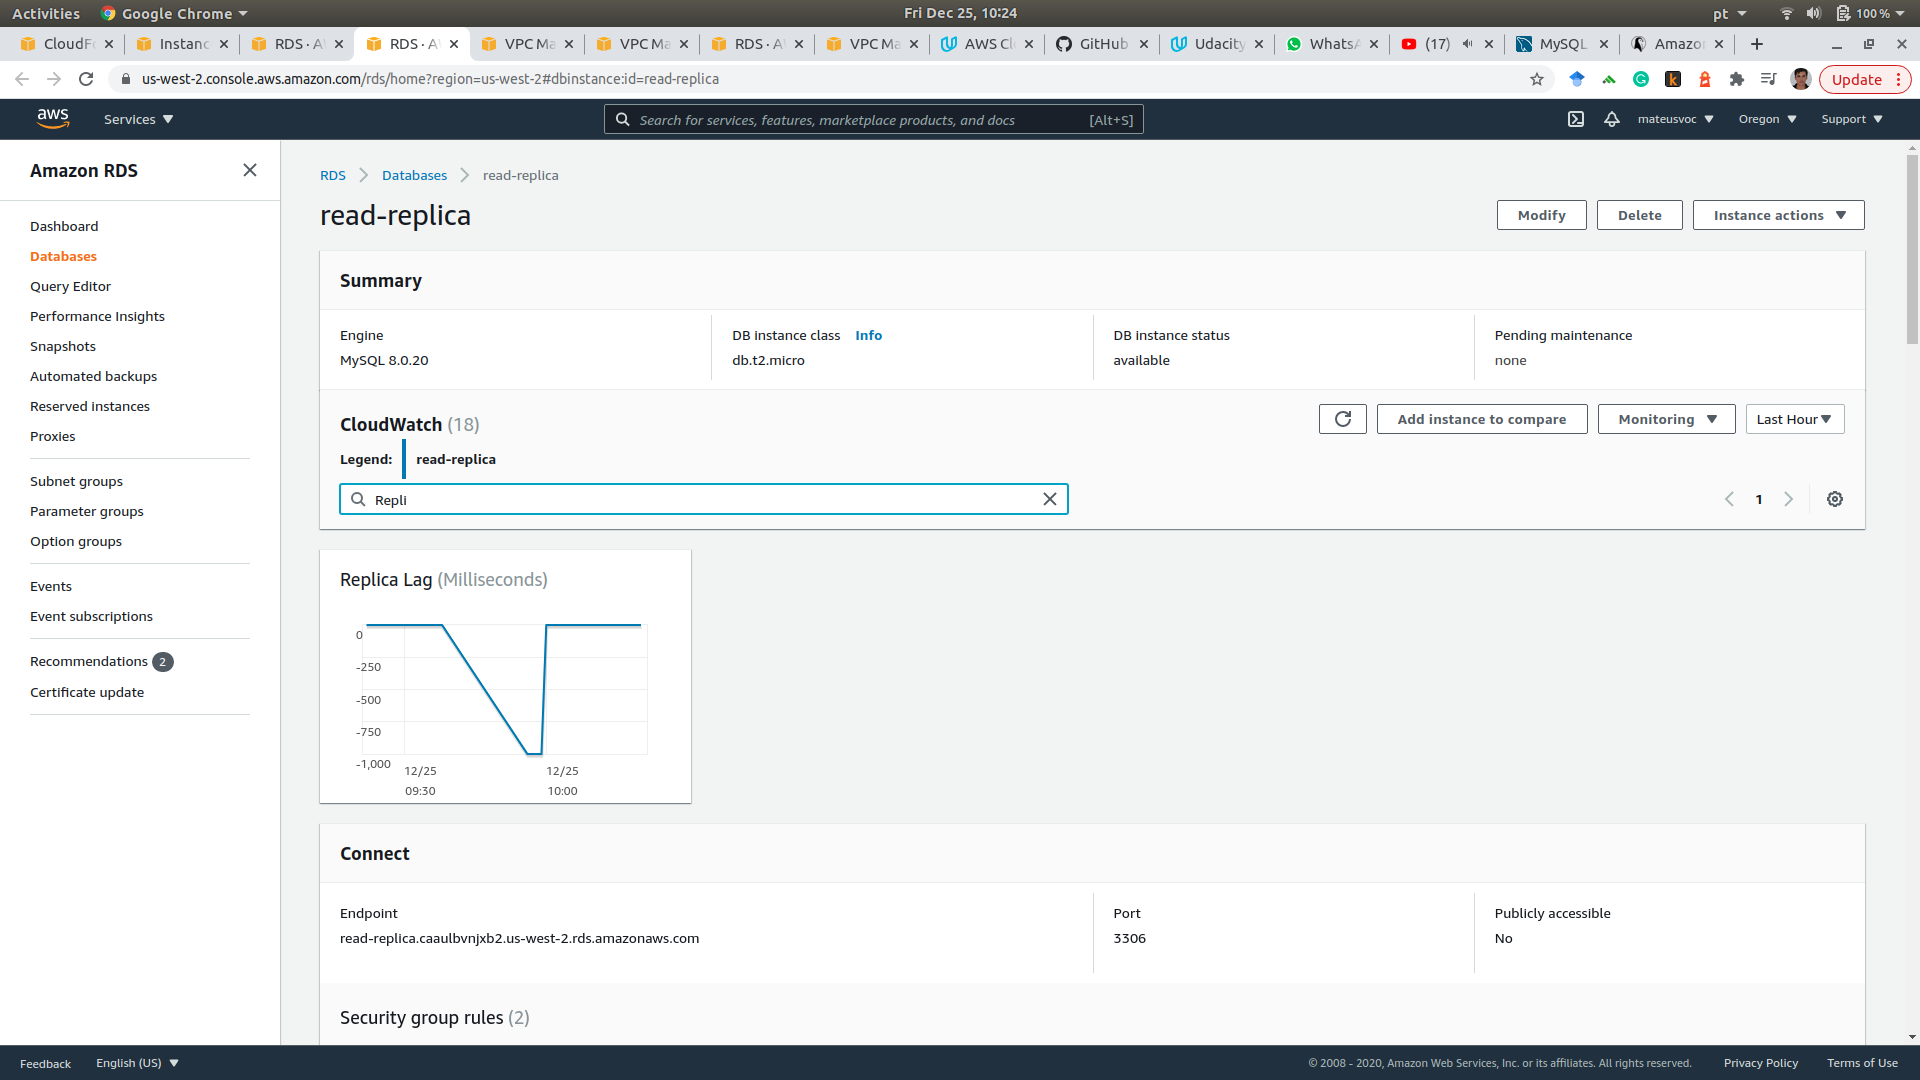 Activities Google Chrome Fri Dec 25, 10:24 pt 100 %
CloudF Instanc RDS · A RDS · A VPC Ma VPC Ma RDS · A VPC Ma AWS Cl GitHub Udacity WhatsA (17) MySQL Amazo
us-west-2.console.aws.amazon.com/rds/home?region=us-west-2#dbinstance:id=read-replica Update
aws Services Search for services, features, marketplace products, and docs [Alt+S] mateusvoc Oregon Support
Amazon RDS
Dashboard
Databases
Query Editor
Performance Insights
Snapshots
Automated backups
Reserved instances
Proxies
Subnet groups
Parameter groups
Option groups
Events
Event subscriptions
Recommendations 2
Certificate update
RDS Databases read-replica
read-replica
Modify Delete Instance actions
Summary
Engine DB instance class Info DB instance status Pending maintenance
MySQL 8.0.20 db.t2.micro available none
CloudWatch (18) Add instance to compare Monitoring Last Hour
Legend: read-replica
Repli 1
Replica Lag (Milliseconds)
0
-250
-500
-750
-1,000
12/25 12/25
09:30 10:00
Connect
Endpoint Port Publicly accessible
read-replica.caaulbvnjxb2.us-west-2.rds.amazonaws.com 3306 No
Security group rules (2)
Feedback English (US) © 2008 - 2020, Amazon Web Services, Inc. or its affiliates. All rights reserved. Privacy Policy Terms of Use